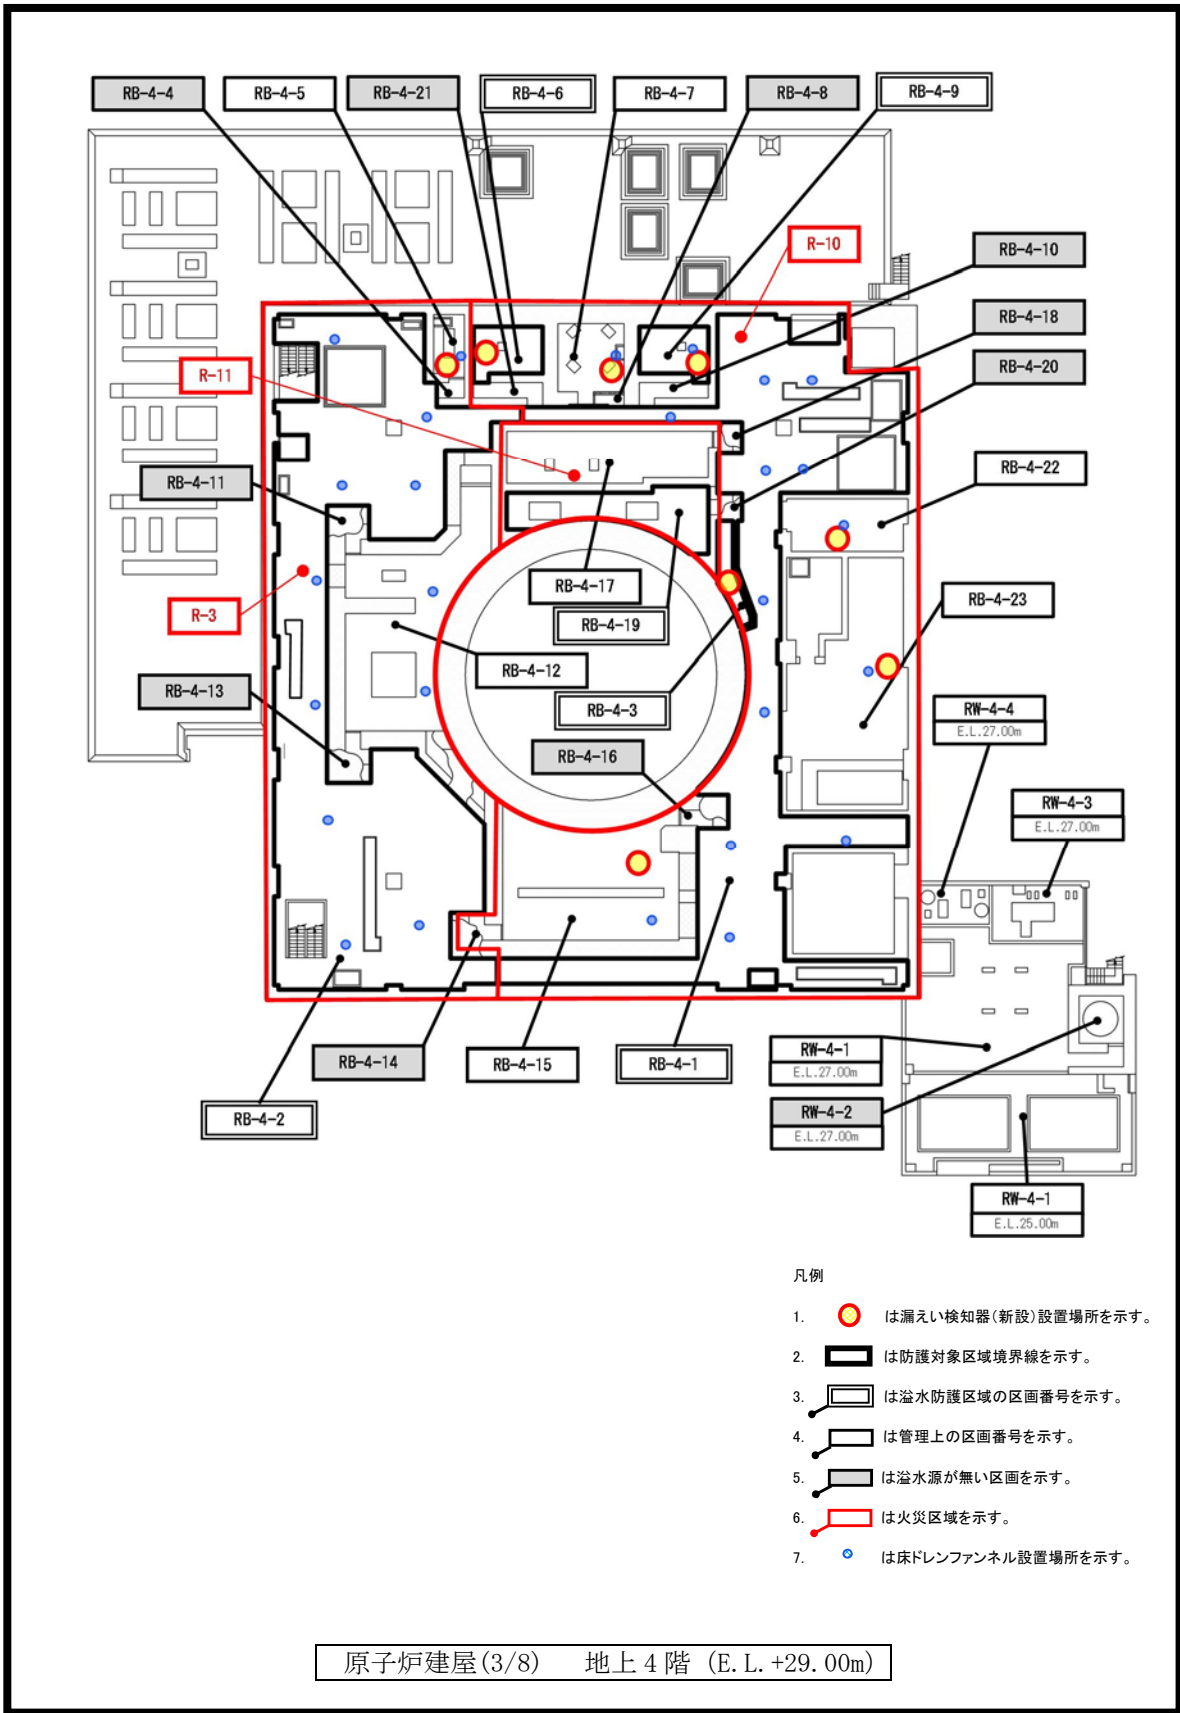 RB-4-4
RB-4-5
RB-4-21
RB-4-6
RB-4-7
RB-4-8
RB-4-9
R-10
RB-4-10
RB-4-18
RB-4-20
R-11
RB-4-22
RB-4-11
RB-4-17
RB-4-23
R-3
RB-4-19
RB-4-12
RB-4-13
RB-4-3
RW-4-4
E.L.27.00m
RB-4-16
RW-4-3
E.L.27.00m
RB-4-14
RB-4-15
RB-4-1
RW-4-1
E.L.27.00m
RB-4-2
RW-4-2
E.L.27.00m
RW-4-1
E.L.25.00m
凡例
1. は漏えい検知器(新設)設置場所を示す。
2. は防護対象区域境界線を示す。
3. は溢水防護区域の区画番号を示す。
4. は管理上の区画番号を示す。
5. は溢水源が無い区画を示す。
6. は火災区域を示す。
7. は床ドレンファンネル設置場所を示す。
原子炉建屋(3/8) 地上4階 (E.L.+29.00m)